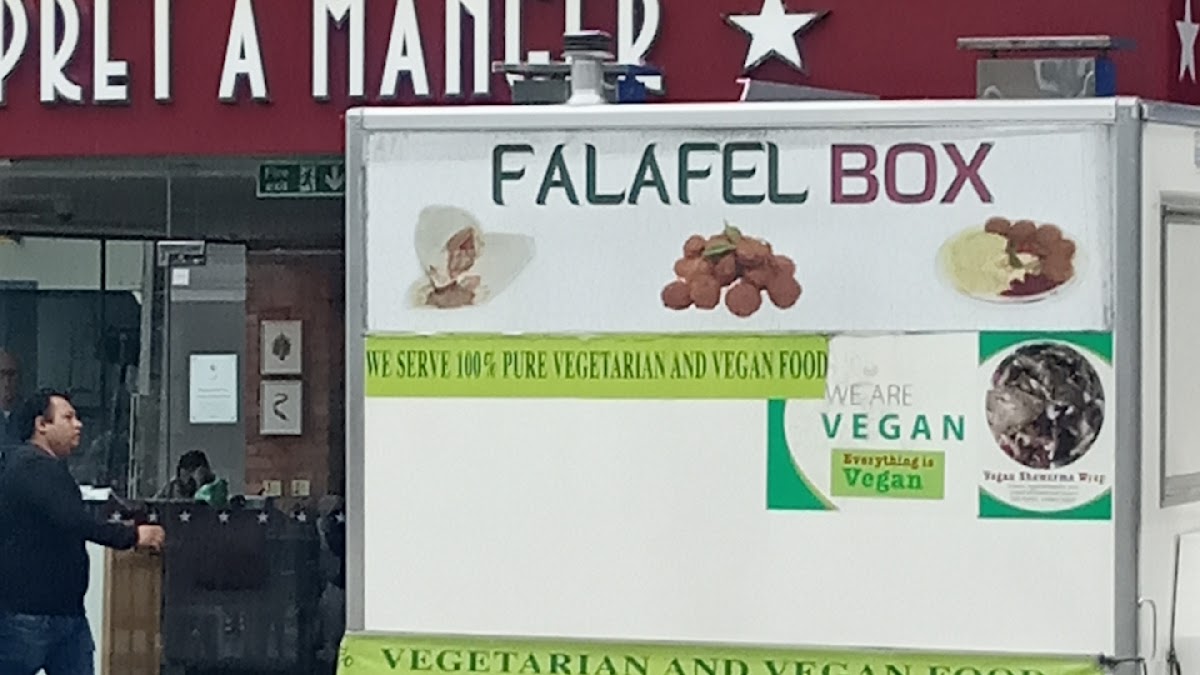 PRET A MANGER
Fire
exit
FALAFEL BOX
WE SERVE 100% PURE VEGETARIAN AND VEGAN FOOD
WE ARE
VEGAN
Everything is
Vegan
Vegan Shawarma Wrap
VEGETARIAN AND VEGAN FOOD